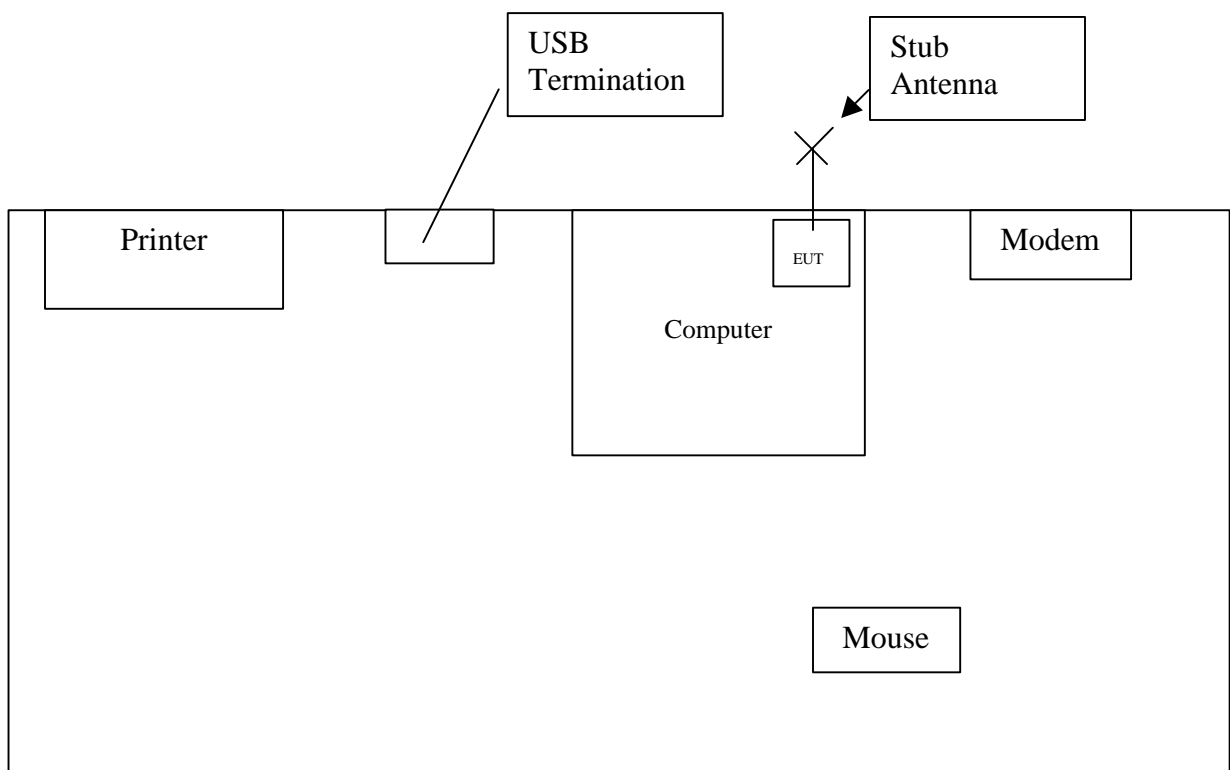 USB
Termination
Stub
Antenna
Printer
EUT
Modem
Computer
Mouse